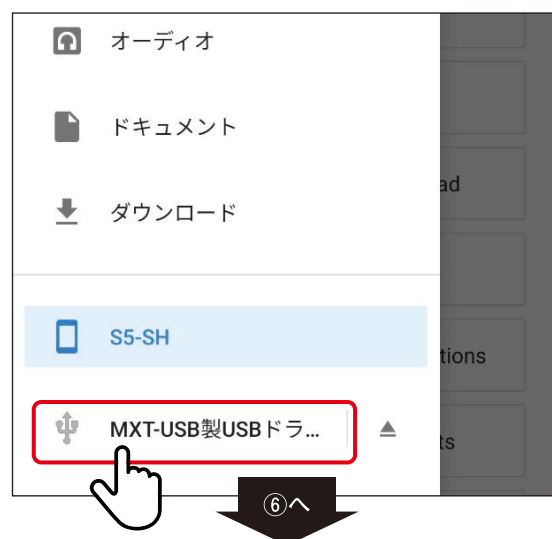 オーディオ
ドキュメント
ad
ダウンロード
S5-SH
tions
MXT-USB製USBドラ...
ts
⑥へ